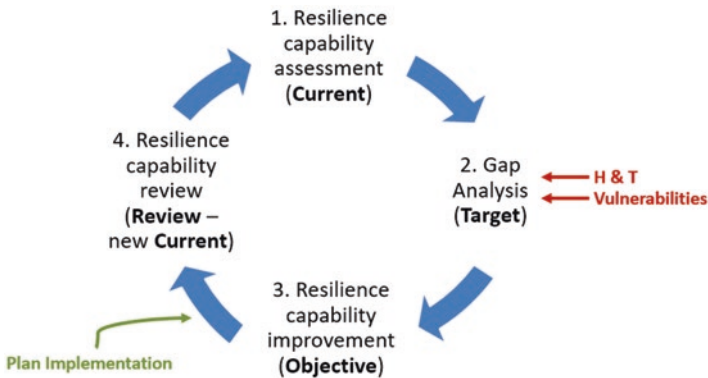 1. Resilience
capability
assessment
(Current)
2. Gap
Analysis
(Target)
H & T
Vulnerabilities
3. Resilience
capability
improvement
(Objective)
4. Resilience
capability
review
(Review –
new Current)
Plan Implementation